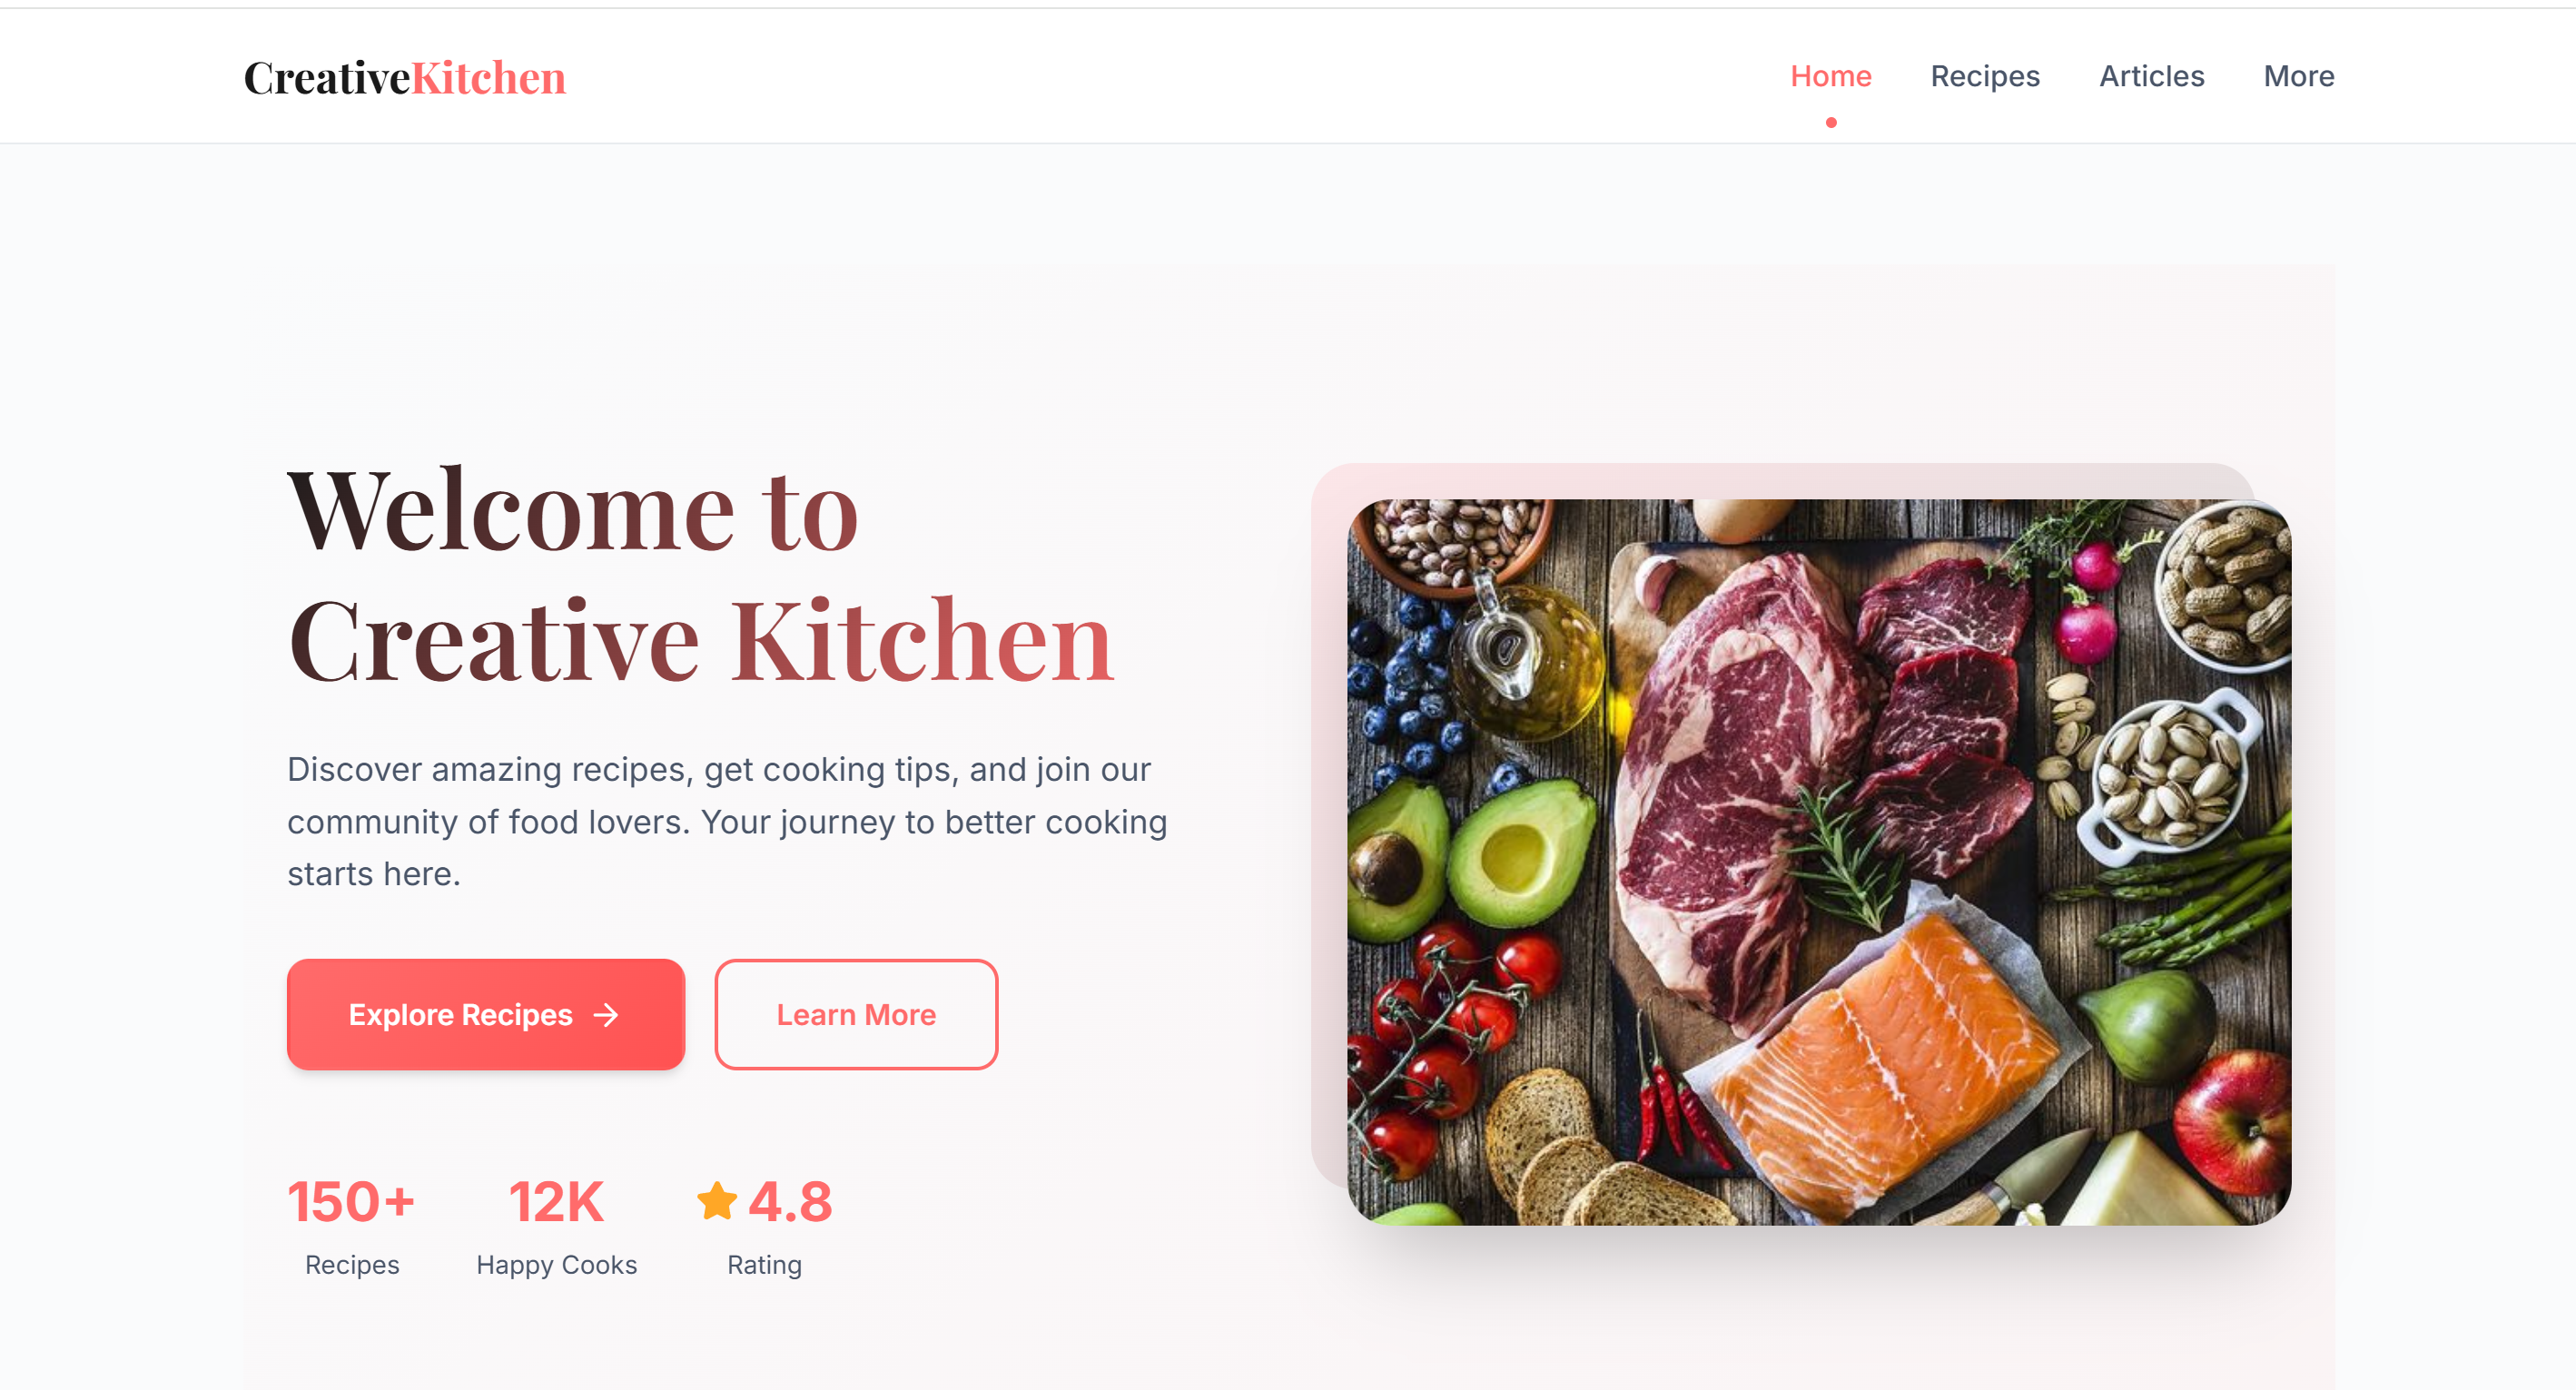 CreativeKitchen
Home Recipes Articles More
Welcome to
Creative Kitchen
Discover amazing recipes, get cooking tips, and join our
community of food lovers. Your journey to better cooking
starts here.
Explore Recipes → Learn More
150+ 12K 4.8
Recipes Happy Cooks Rating